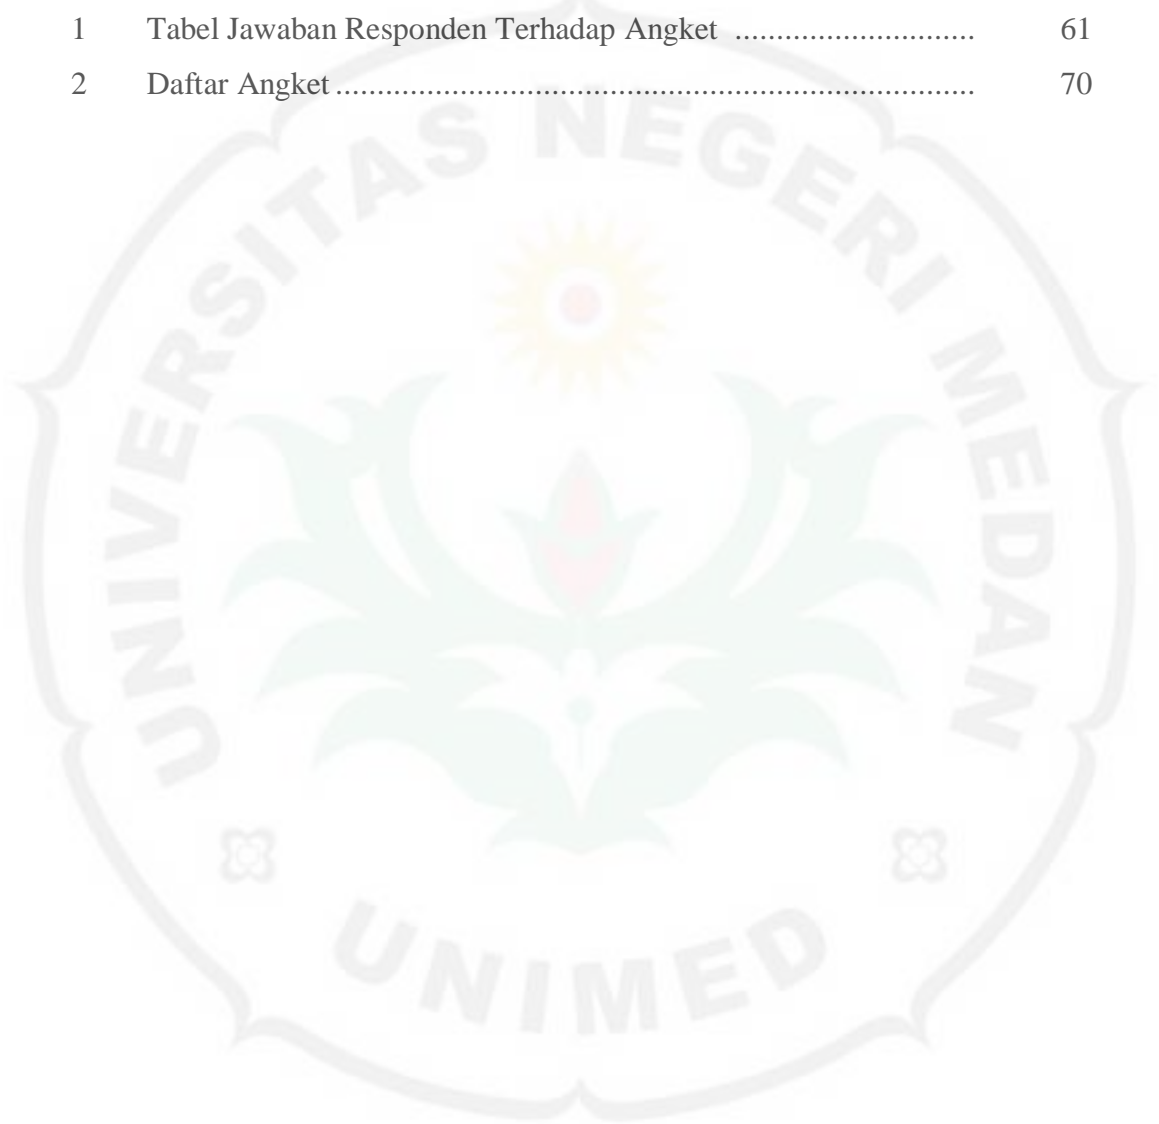 1 Tabel Jawaban Responden Terhadap Angket ............................. 61
2 Daftar Angket ............................................................................. 70
UNIVERSITAS NEGERI MEDAN
UNIMED